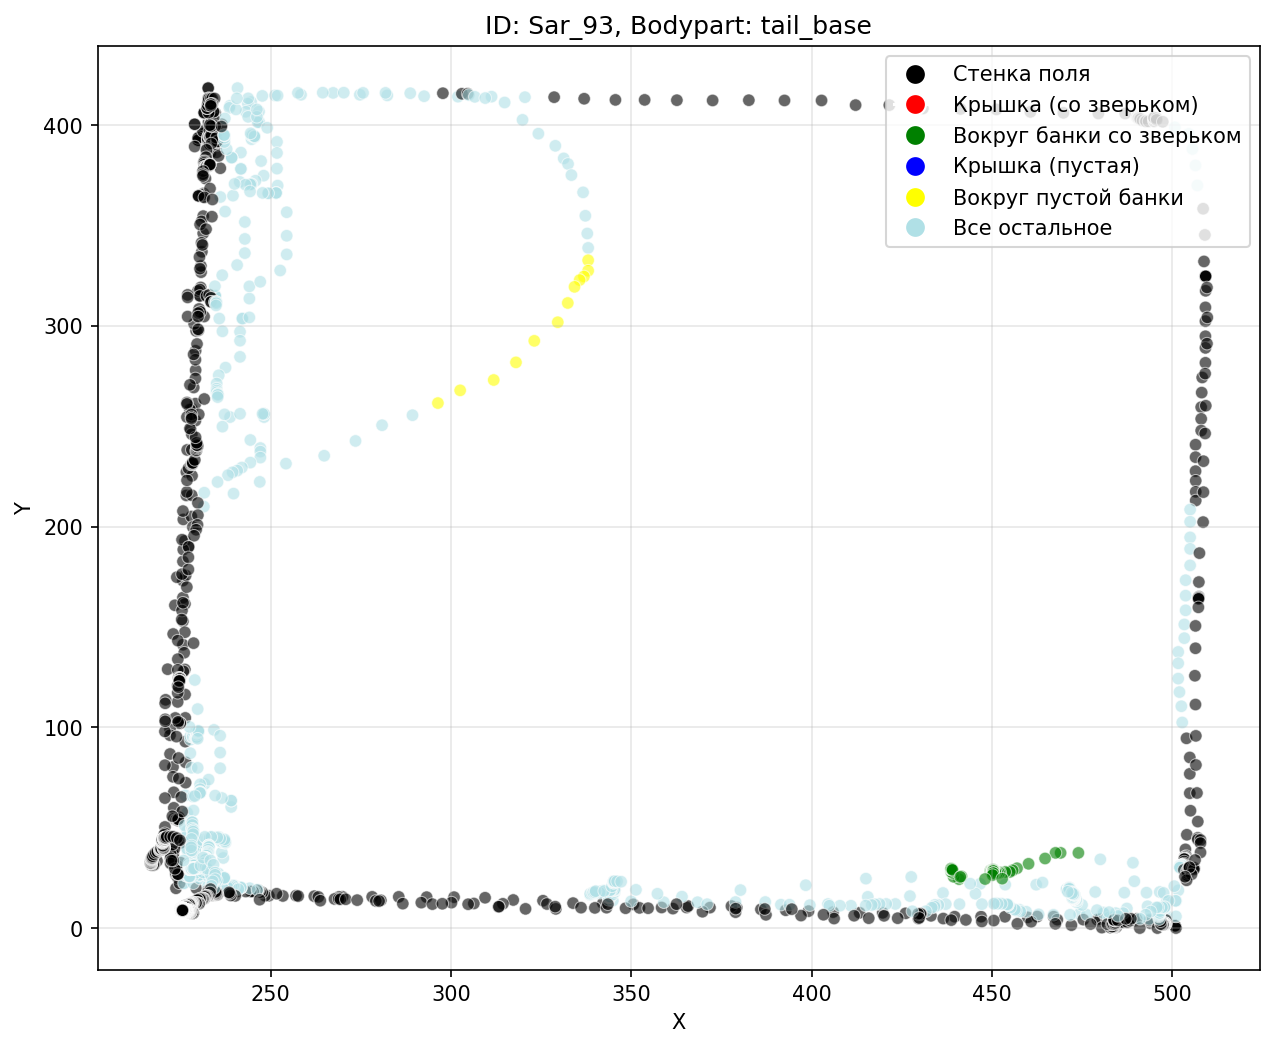 ID: Sar_93, Bodypart: tail_base
Стенка поля
Крышка (со зверьком)
Вокруг банки со зверьком
Крышка (пустая)
Вокруг пустой банки
Все остальное
Y
400
300
200
100
0
250
300
350
400
450
500
X